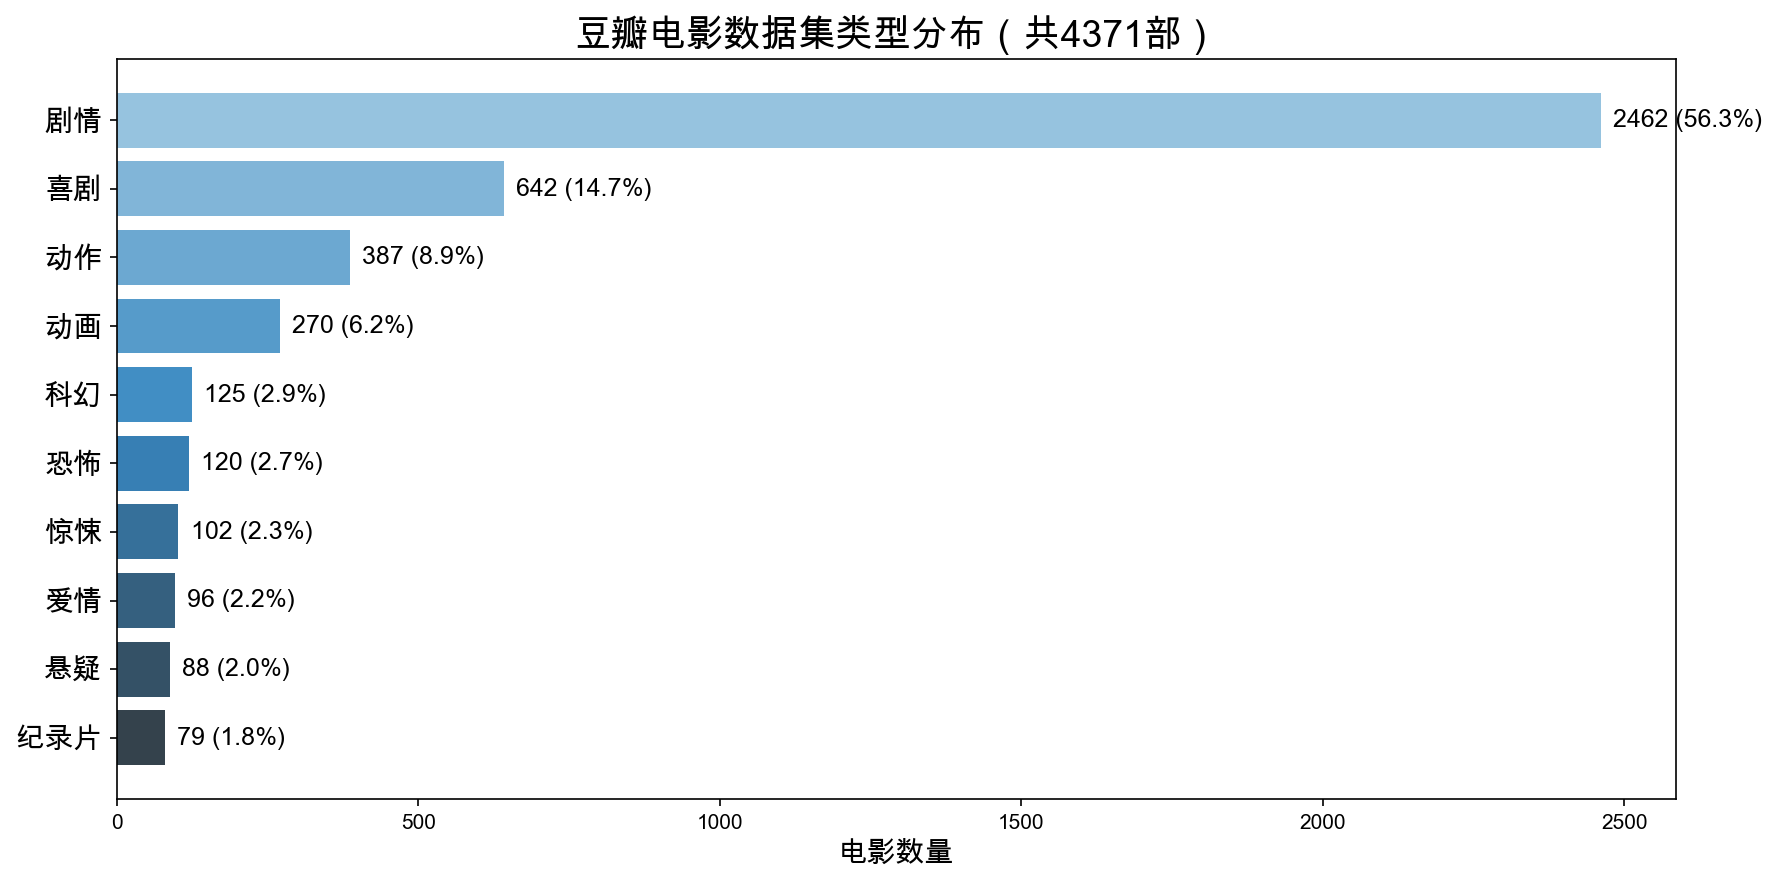 豆瓣电影数据集类型分布（共4371部）
剧情 2462 (56.3%)
喜剧 642 (14.7%)
动作 387 (8.9%)
动画 270 (6.2%)
科幻 125 (2.9%)
恐怖 120 (2.7%)
惊悚 102 (2.3%)
爱情 96 (2.2%)
悬疑 88 (2.0%)
纪录片 79 (1.8%)
0 500 1000 1500 2000 2500
电影数量